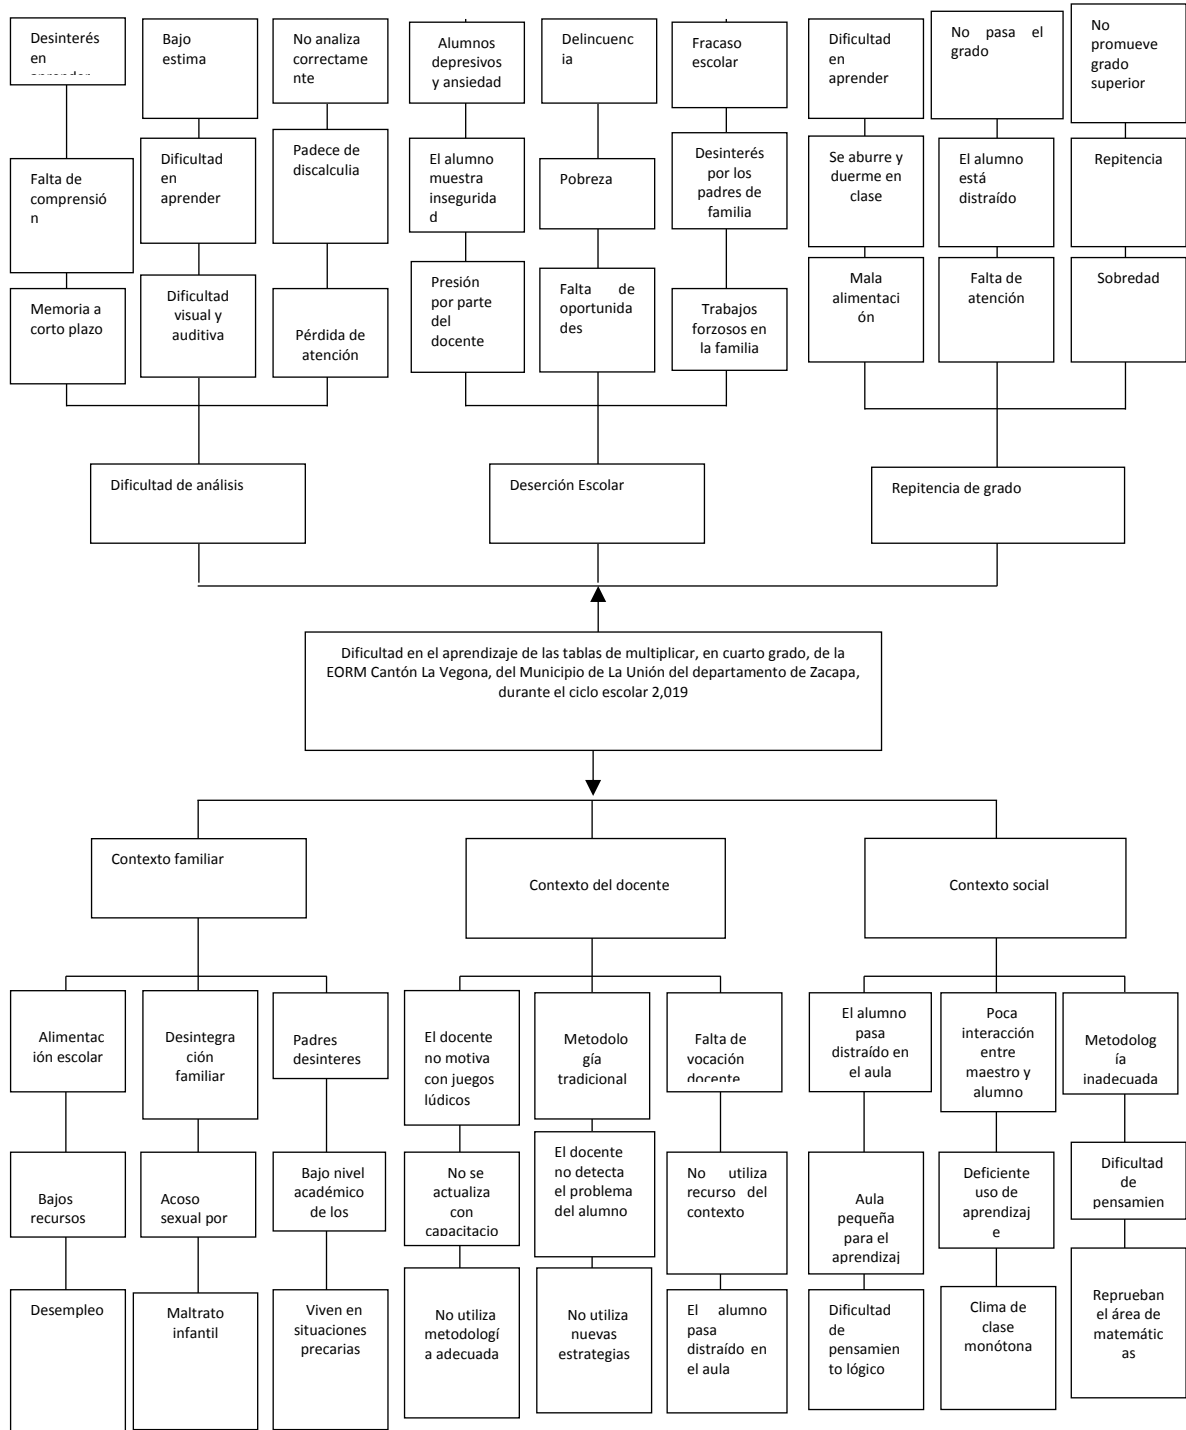 Desinterés
en
Bajo
estima
No analiza
correctame
nte
Alumnos
depresivos
y ansiedad
Delincuenc
ia
Fracaso
escolar
Dificultad
en
aprender
No pasa el
grado
No
promueve
grado
superior
Falta de
comprensió
n
Dificultad
en
aprender
Padece de
discalculia
El alumno
muestra
insegurida
d
Pobreza
Desinterés
por los
padres de
familia
Se aburre y
duerme en
clase
El alumno
está
distraído
Repitencia
Memoria a
corto plazo
Dificultad
visual y
auditiva
Pérdida de
atención
Presión
por parte
del
docente
Falta de
oportunida
des
Trabajos
forzosos en
la familia
Mala
alimentaci
ón
Falta de
atención
Sobredad
Dificultad de análisis
Deserción Escolar
Repitencia de grado
Dificultad en el aprendizaje de las tablas de multiplicar, en cuarto grado, de la
EORM Cantón La Vegona, del Municipio de La Unión del departamento de Zacapa,
durante el ciclo escolar 2,019
Contexto familiar
Contexto del docente
Contexto social
Alimentac
ión escolar
Desintegra
ción
familiar
Padres
desinteres
El docente
no motiva
con juegos
lúdicos
Metodolo
gía
tradicional
Falta de
vocación
docente
El alumno
pasa
distraído en
el aula
Poca
interacción
entre
maestro y
alumno
Metodolog
ía
inadecuada
Bajos
recursos
Acoso
sexual por
Bajo nivel
académico
de los
No se
actualiza
con
capacitacio
El docente
no detecta
el problema
del alumno
No utiliza
recurso del
contexto
Aula
pequeña
para el
aprendizaj
Deficiente
uso de
aprendizaj
e
Dificultad
de
pensamien
Desempleo
Maltrato
infantil
Viven en
situaciones
precarias
No utiliza
metodologí
a adecuada
No utiliza
nuevas
estrategias
El alumno
pasa
distraído en
el aula
Dificultad
de
pensamie
nto lógico
Clima de
clase
monótona
Reprueban
el área de
matemátic
as